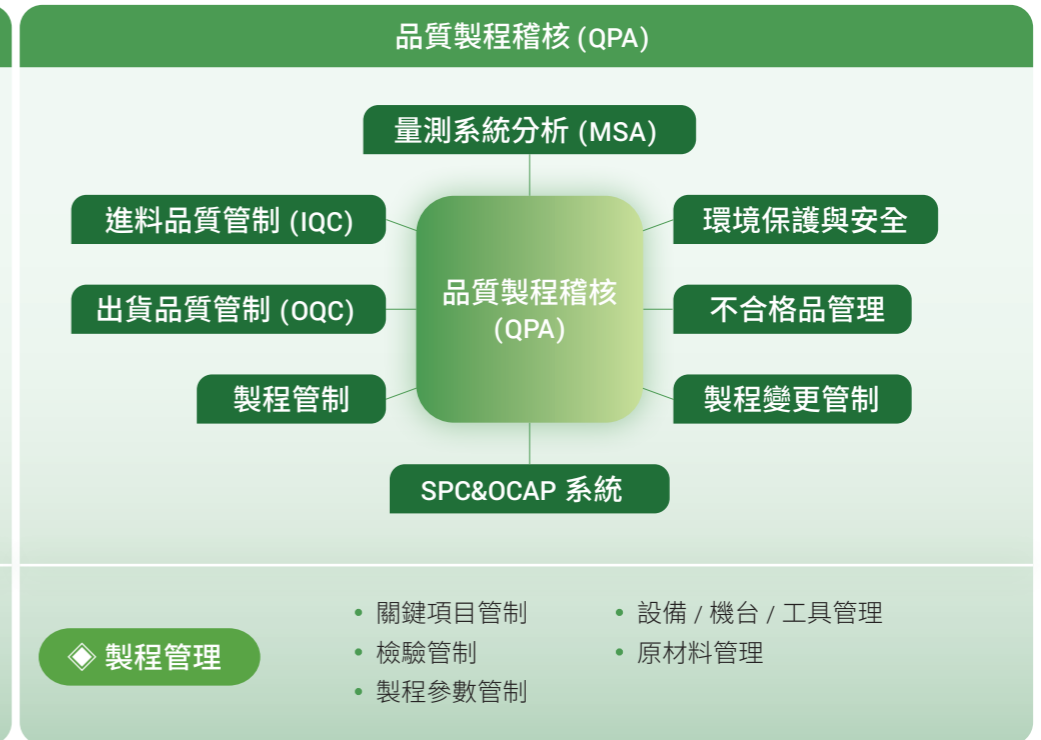 品質製程稽核 (QPA)
量測系統分析 (MSA)
進料品質管制 (IQC)
環境保護與安全
出貨品質管制 (OQC)
品質製程稽核
(QPA)
不合格品管理
製程管制
製程變更管制
SPC&OCAP 系統
◈ 製程管理
• 關鍵項目管制
• 檢驗管制
• 製程參數管制
• 設備 / 機台 / 工具管理
• 原材料管理